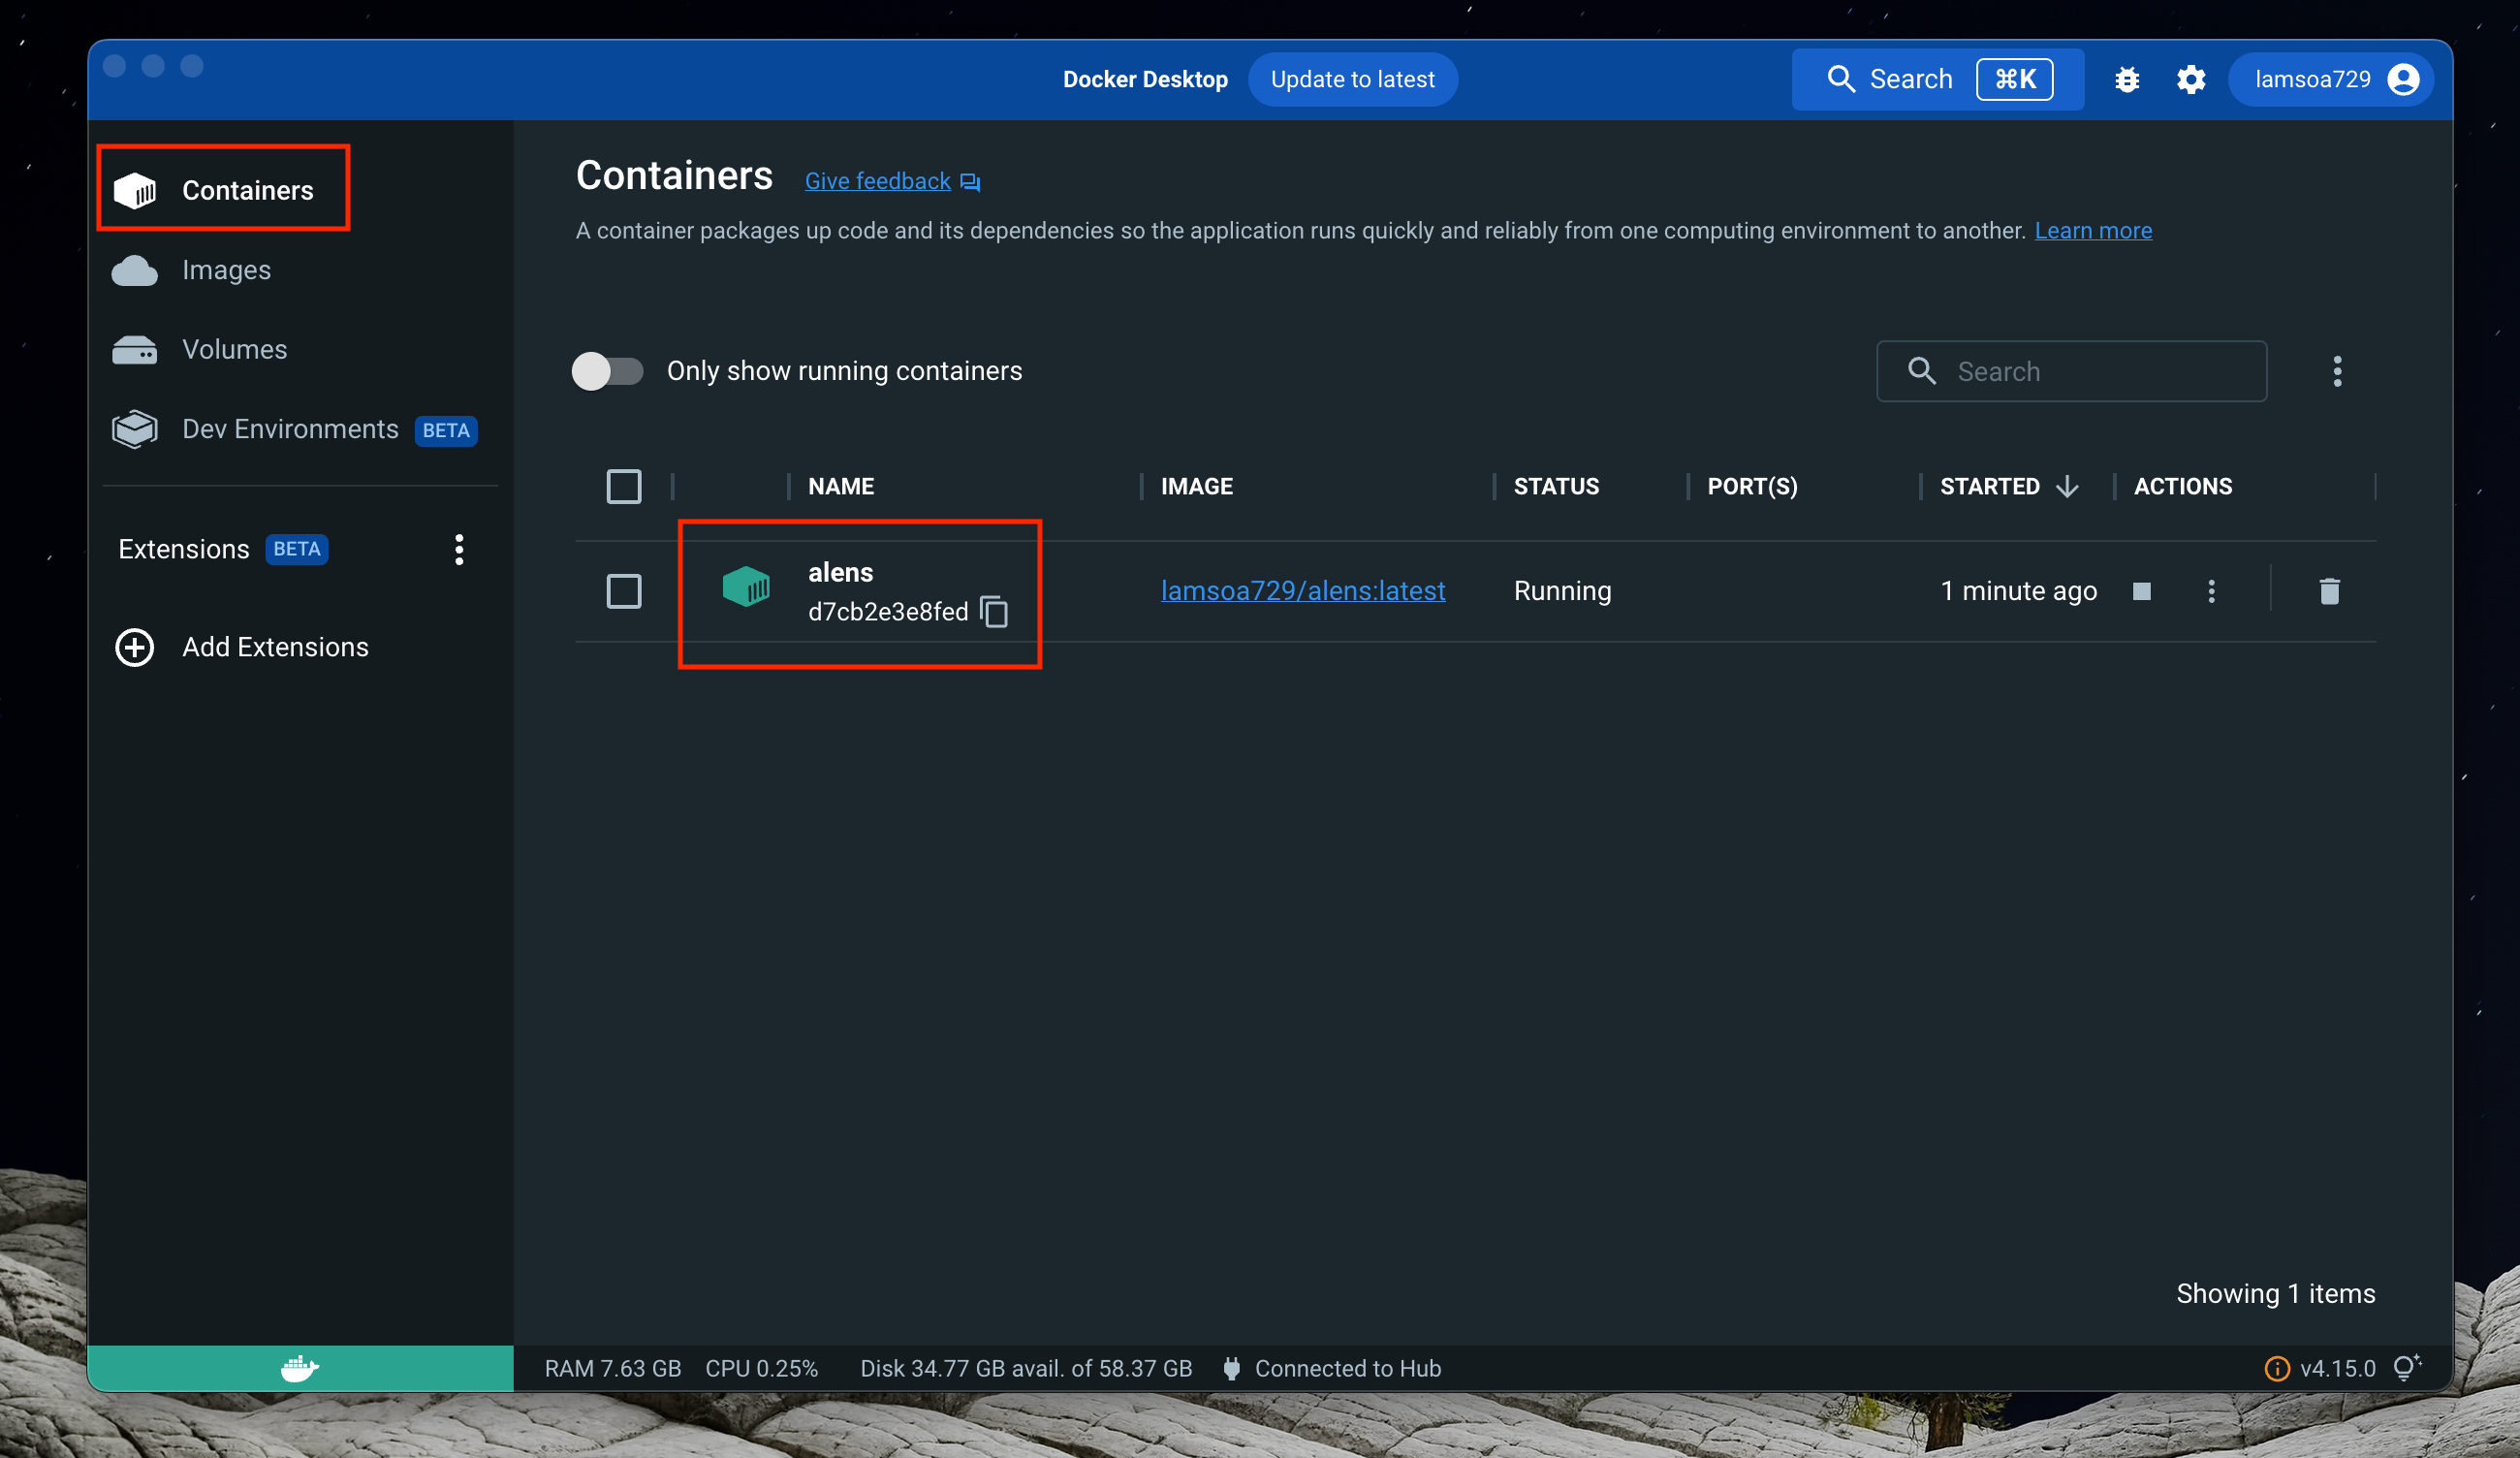 Docker Desktop
Update to latest
Search ⌘K
lamsoa729
Containers
Images
Volumes
Dev Environments BETA
Extensions BETA
Add Extensions
Containers Give feedback
A container packages up code and its dependencies so the application runs quickly and reliably from one computing environment to another. Learn more
Only show running containers
Search
NAME IMAGE STATUS PORT(S) STARTED ACTIONS
alens
d7cb2e3e8fed
lamsoa729/alens:latest Running 1 minute ago
Showing 1 items
RAM 7.63 GB CPU 0.25% Disk 34.77 GB avail. of 58.37 GB Connected to Hub v4.15.0